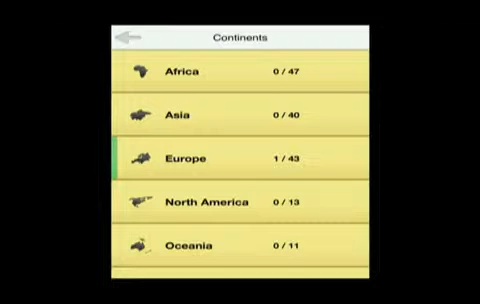 Continents
Africa 0 / 47
Asia 0 / 40
Europe 1 / 43
North America 0 / 13
Oceania 0 / 11